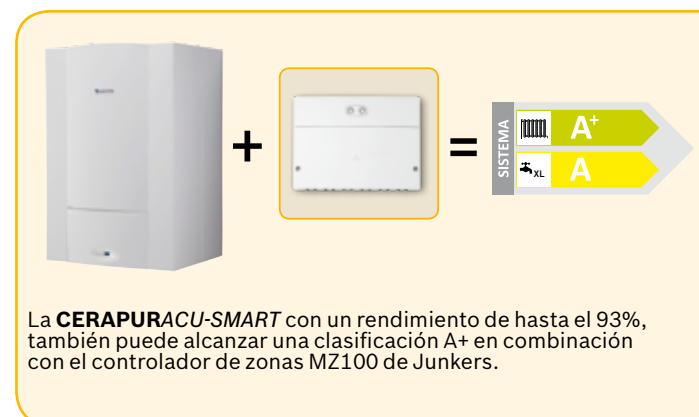 +
=
SISTEMA
A+
XL
A
La CERAPURACU-SMART con un rendimiento de hasta el 93%,
también puede alcanzar una clasificación A+ en combinación
con el controlador de zonas MZ100 de Junkers.